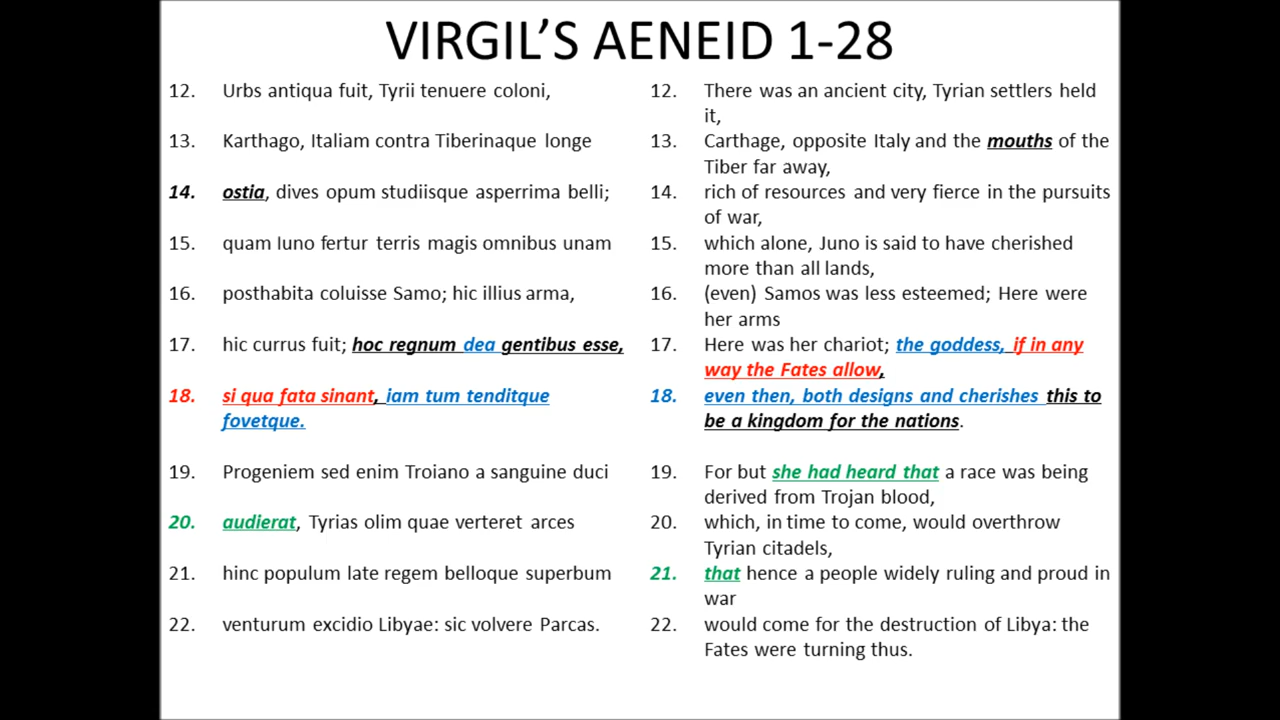 VIRGIL’S AENEID 1-28
12. Urbs antiqua fuit, Tyrii tenuere coloni,
13. Karthago, Italiam contra Tiberinaque longe
14. ostia, dives opum studiisque asperrima belli;
15. quam Iuno fertur terris magis omnibus unam
16. posthabita coluisse Samo; hic illius arma,
17. hic currus fuit; hoc regnum dea gentibus esse,
18. si qua fata sinant, iam tum tenditque
fovetque.
19. Progeniem sed enim Troiano a sanguine duci
20. audierat, Tyrias olim quae verteret arces
21. hinc populum late regem belloque superbum
22. venturum excidio Libyae: sic volvere Parcas.
12. There was an ancient city, Tyrian settlers held
it,
13. Carthage, opposite Italy and the mouths of the
Tiber far away,
14. rich of resources and very fierce in the pursuits
of war,
15. which alone, Juno is said to have cherished
more than all lands,
16. (even) Samos was less esteemed; Here were
her arms
17. Here was her chariot; the goddess, if in any
way the Fates allow,
18. even then, both designs and cherishes this to
be a kingdom for the nations.
19. For but she had heard that a race was being
derived from Trojan blood,
20. which, in time to come, would overthrow
Tyrian citadels,
21. that hence a people widely ruling and proud in
war
22. would come for the destruction of Libya: the
Fates were turning thus.